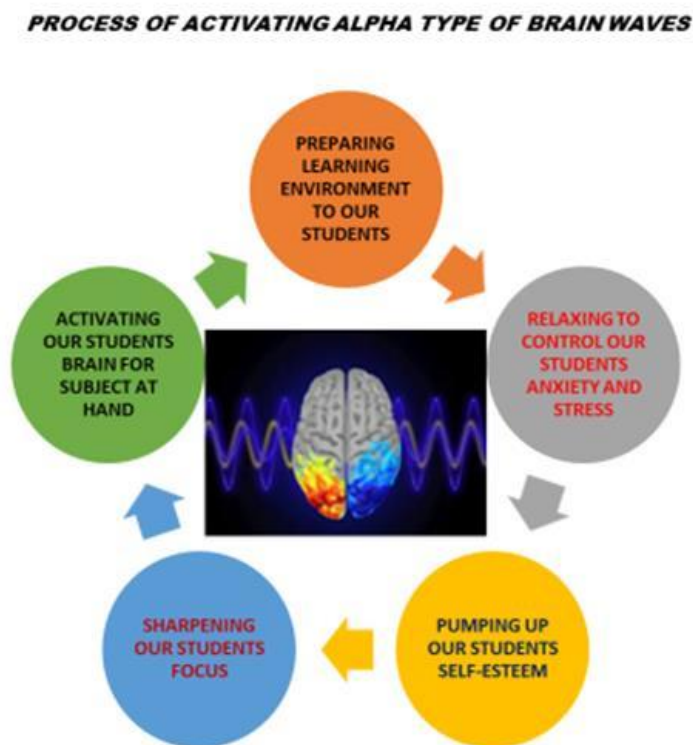 PROCESS OF ACTIVATING ALPHA TYPE OF BRAIN WAVES
PREPARING
LEARNING
ENVIRONMENT
TO OUR
STUDENTS
RELAXING TO
CONTROL OUR
STUDENTS
ANXIETY AND
STRESS
PUMPING UP
OUR STUDENTS
SELF-ESTEEM
SHARPENING
OUR STUDENTS
FOCUS
ACTIVATING
OUR STUDENTS
BRAIN FOR
SUBJECT AT
HAND